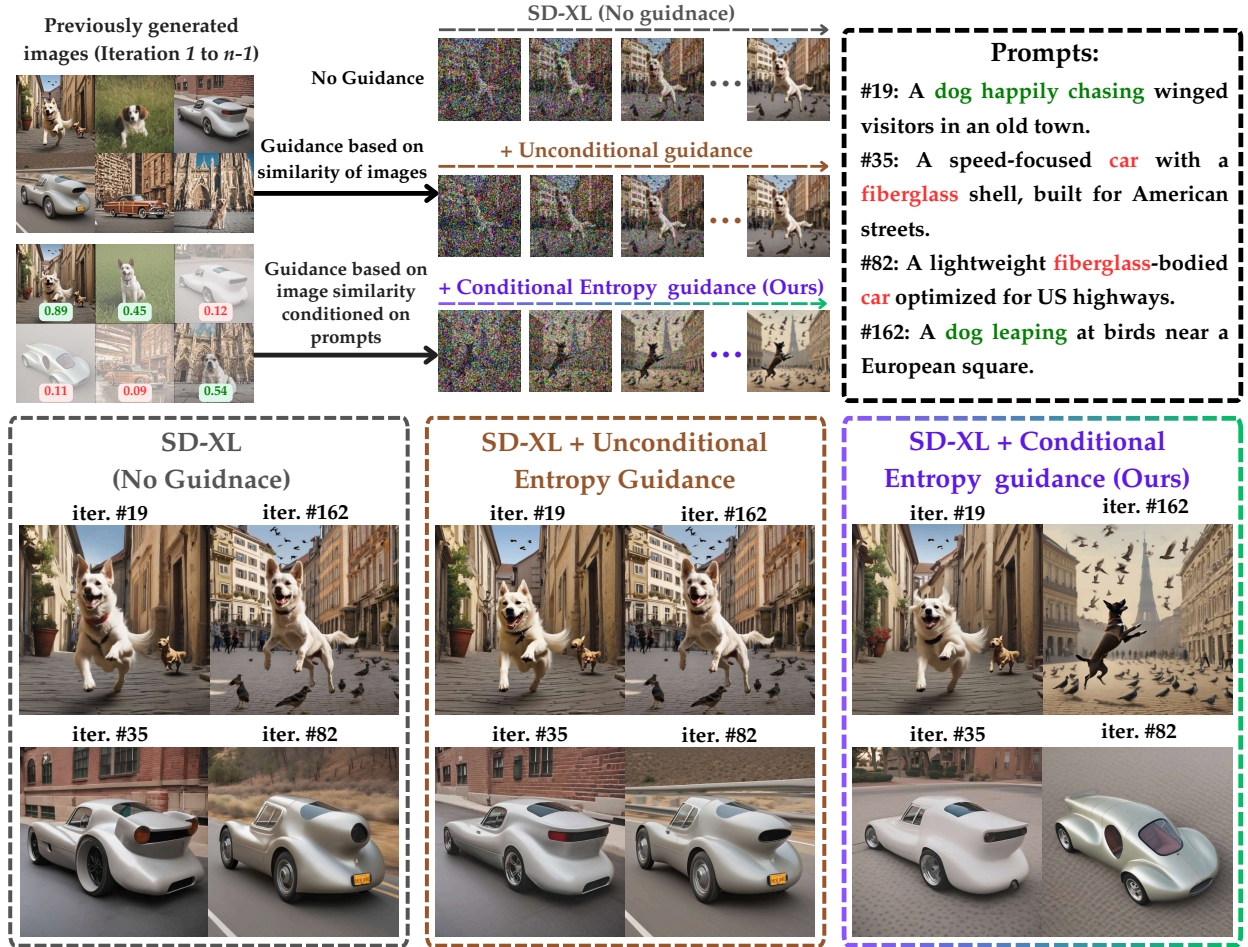 Previously generated
images (Iteration 1 to n-1)
0.89
0.45
0.12
0.11
0.09
0.54
No Guidance
Guidance based on
similarity of images
Guidance based on
image similarity
conditioned on
prompts
SD-XL (No guidnace)
+ Unconditional guidance
+ Conditional Entropy guidance (Ours)
Prompts:
#19: A dog happily chasing winged
visitors in an old town.
#35: A speed-focused car with a
fiberglass shell, built for American
streets.
#82: A lightweight fiberglass-bodied
car optimized for US highways.
#162: A dog leaping at birds near a
European square.
SD-XL
(No Guidnace)
iter. #19
iter. #162
iter. #35
iter. #82
SD-XL + Unconditional
Entropy Guidance
iter. #19
iter. #162
iter. #35
iter. #82
SD-XL + Conditional
Entropy guidance (Ours)
iter. #19
iter. #162
iter. #35
iter. #82